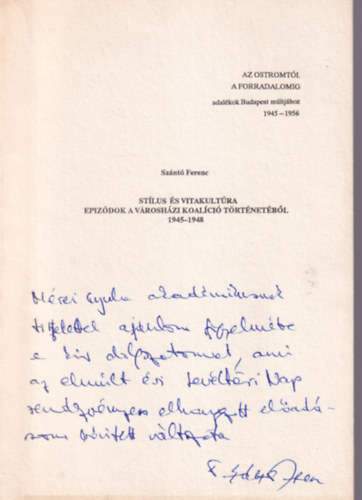 AZ OSTROMTÓL
A FORRADALOMIG
adalékok Budapest múltjához
1945–1956
Szántó Ferenc
STÍLUS ÉS VITAKULTÚRA
EPIZÓDOK A VÁROSHÁZI KOALÍCIÓ TÖRTÉNETÉBŐL
1945–1948
Mérei Gyula akadémikusnak
tisztelettel ajánlom figyelmébe
e kis dolgozatomat, ami
az elmúlt évi Levéltári Nap
rendezvényen elhangzott előadá-
som bővített változata